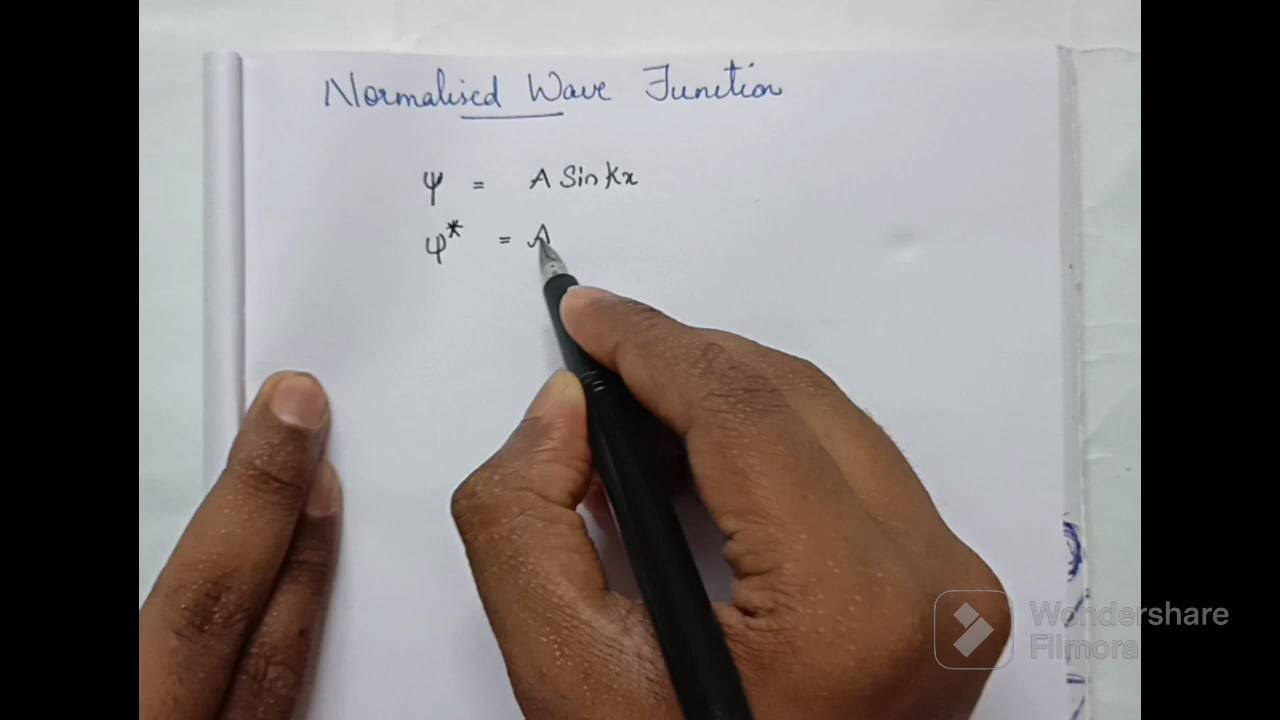 Normalised Wave Function
ψ = A Sin Kx
ψ* = A
Wondershare
Filmora